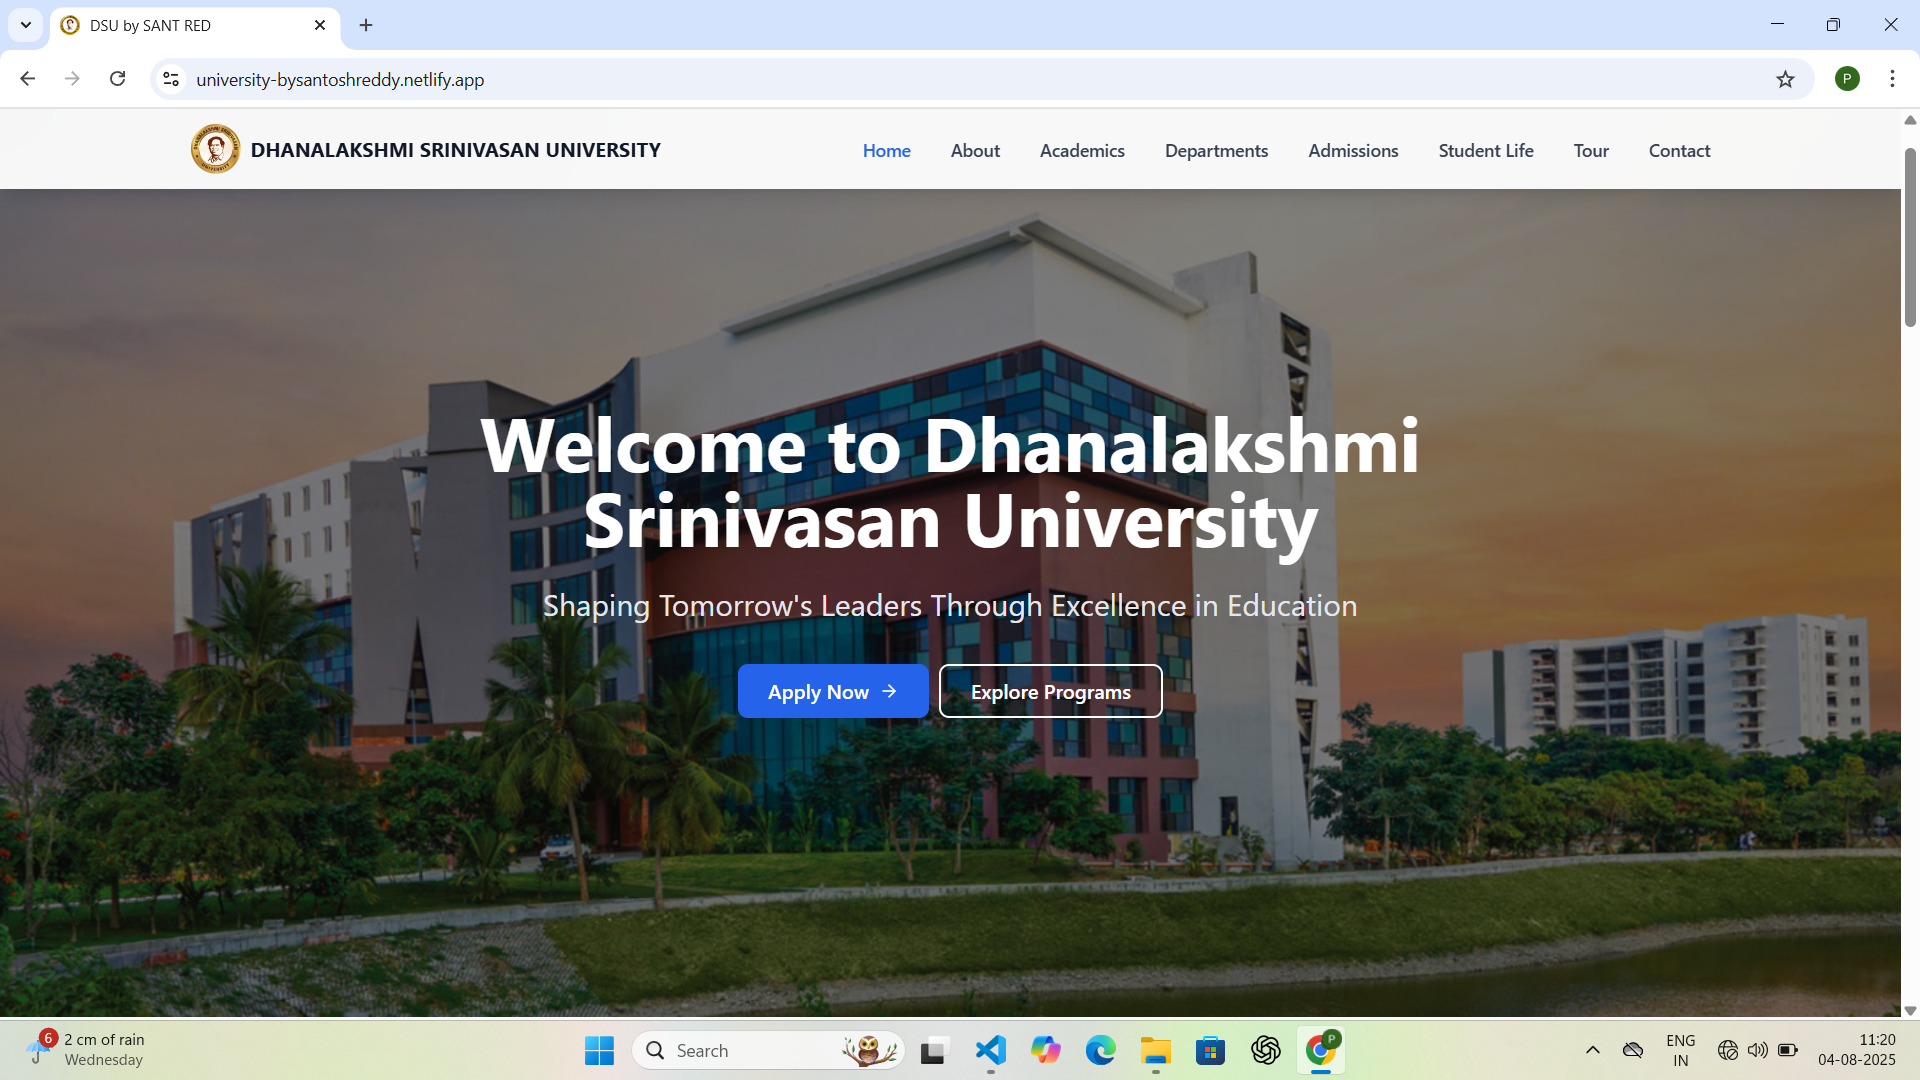 DSU by SANT RED
university-bysantoshreddy.netlify.app
P
DHANALAKSHMI SRINIVASAN UNIVERSITY
Home
About
Academics
Departments
Admissions
Student Life
Tour
Contact
Welcome to Dhanalakshmi
Srinivasan University
Shaping Tomorrow's Leaders Through Excellence in Education
Apply Now
Explore Programs
6
2 cm of rain
Wednesday
Search
P
ENG
IN
11:20
04-08-2025